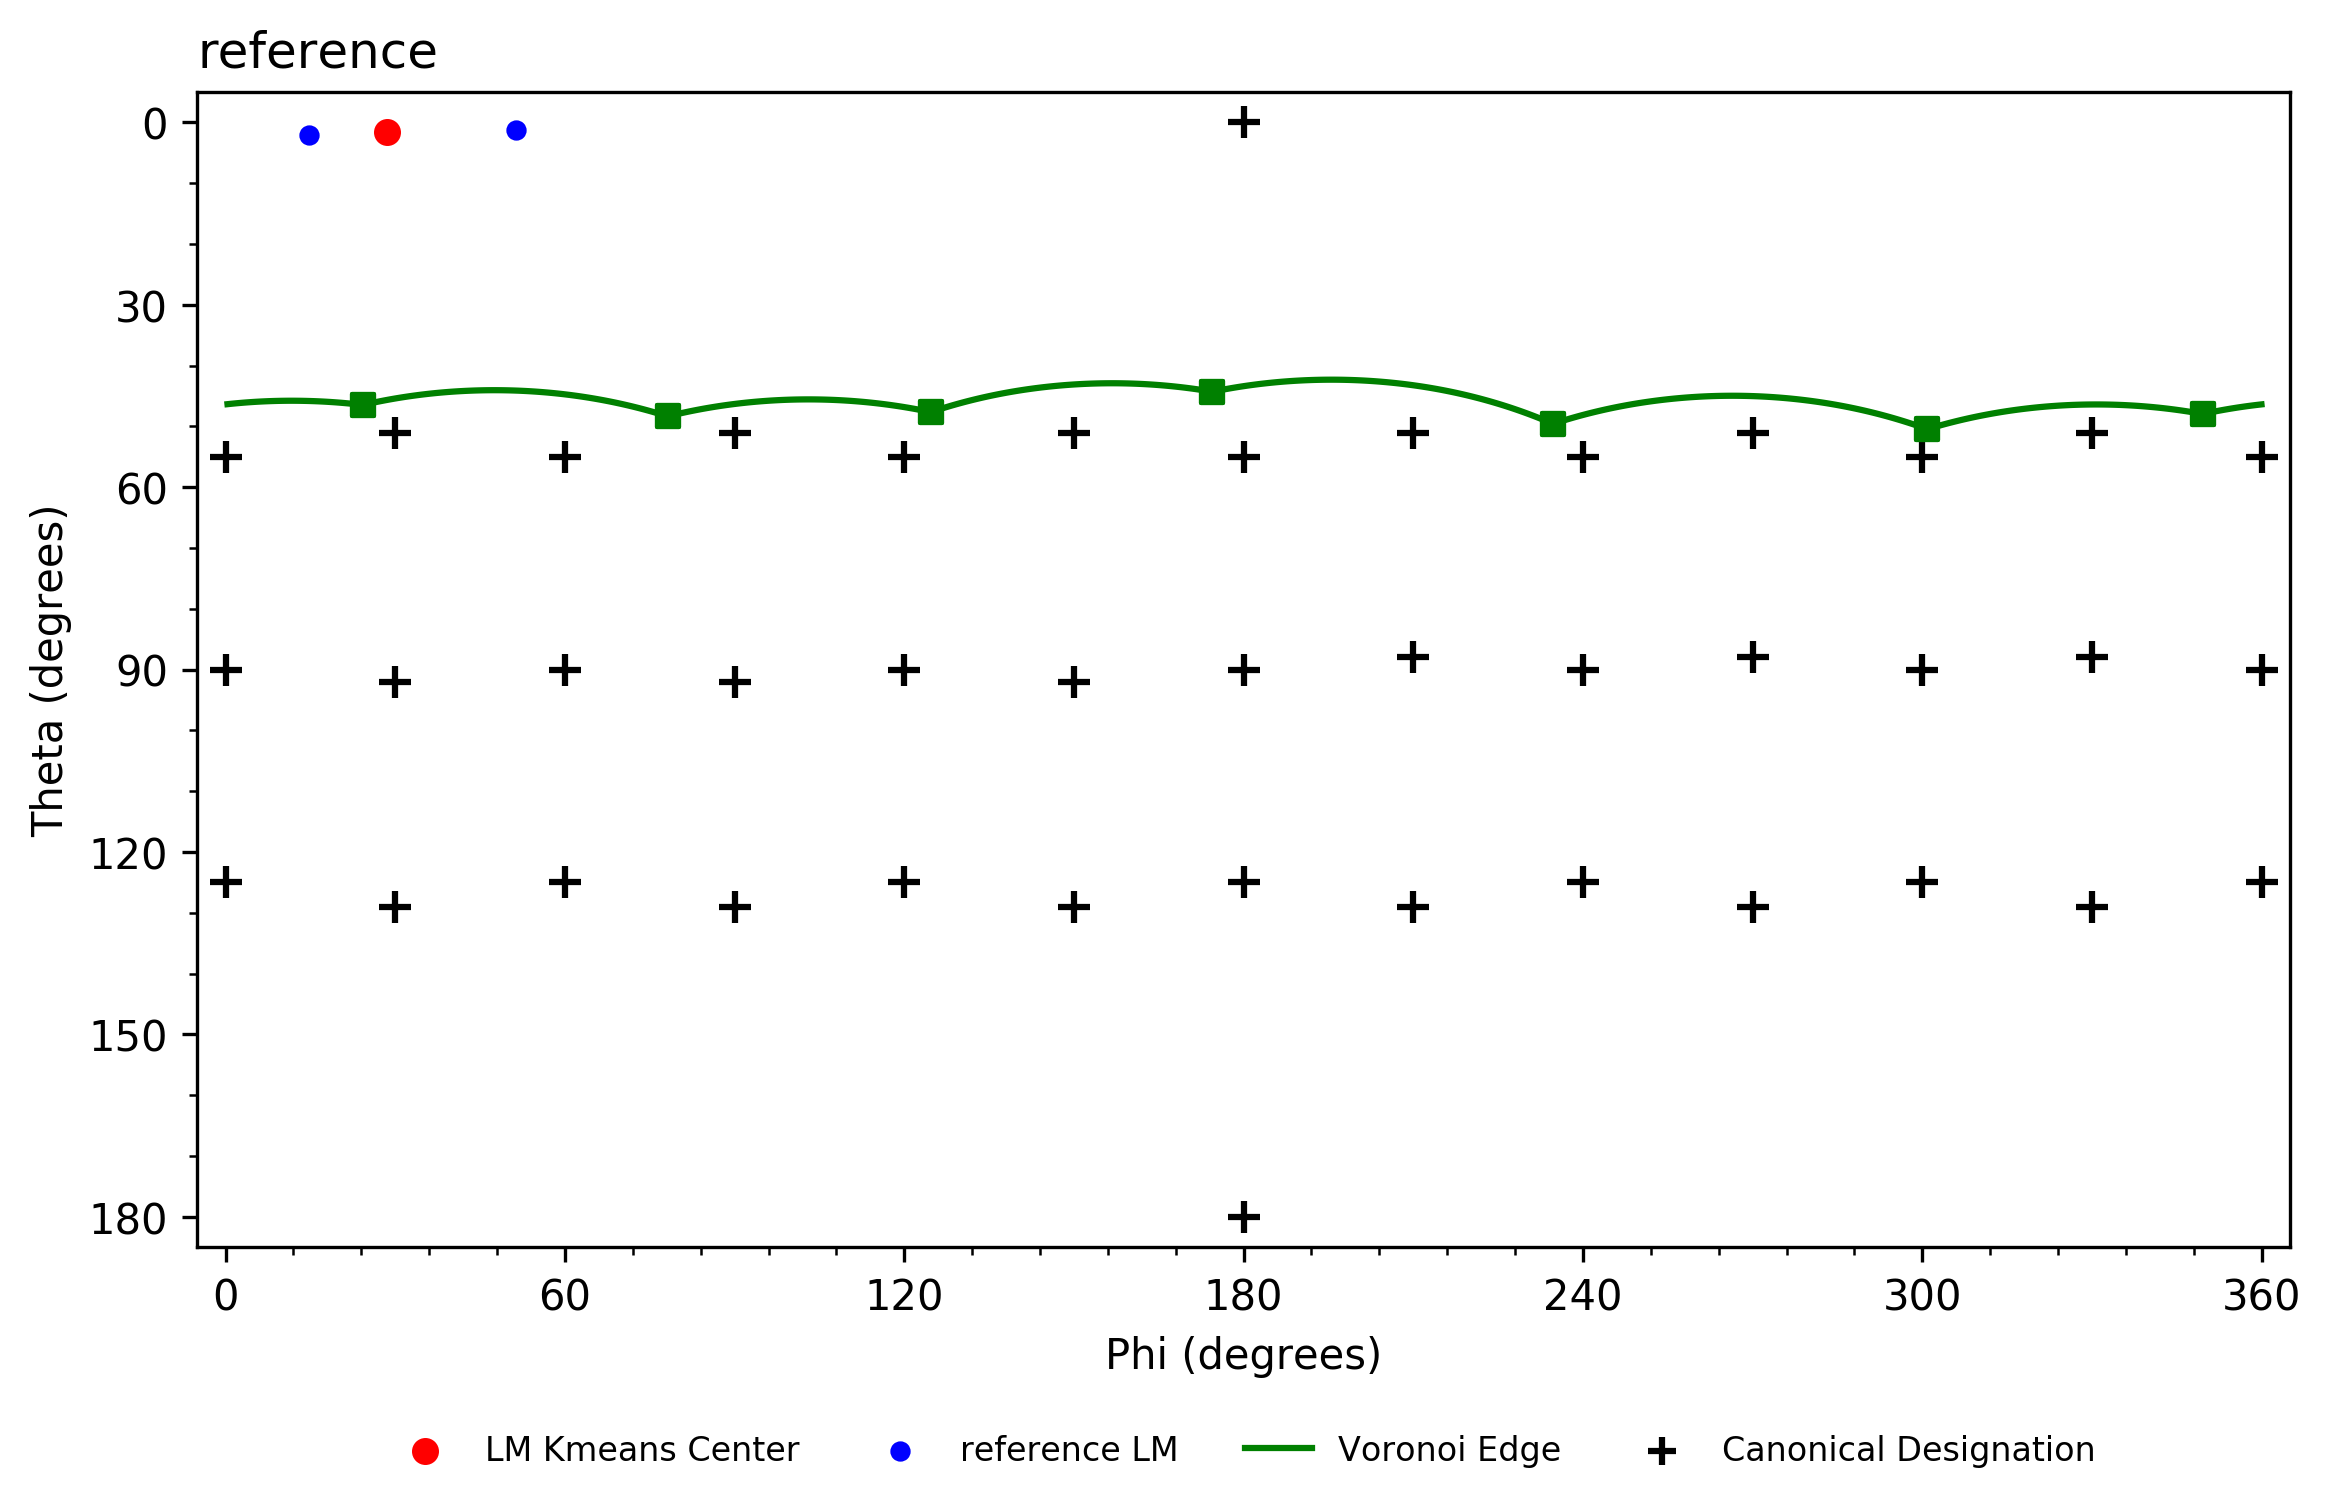 reference
0
30
60
90
120
150
180
Theta (degrees)
0 60 120 180 240 300 360
Phi (degrees)
LM Kmeans Center reference LM Voronoi Edge Canonical Designation